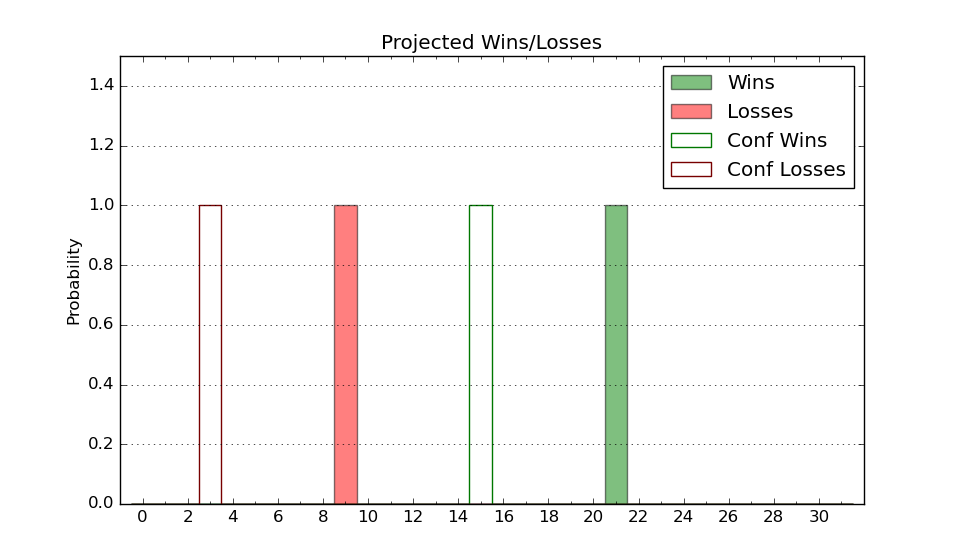 Projected Wins/Losses
Wins
Losses
Conf Wins
Conf Losses
Probability
1.4
1.2
1.0
0.8
0.6
0.4
0.2
0.0
0 2 4 6 8 10 12 14 16 18 20 22 24 26 28 30